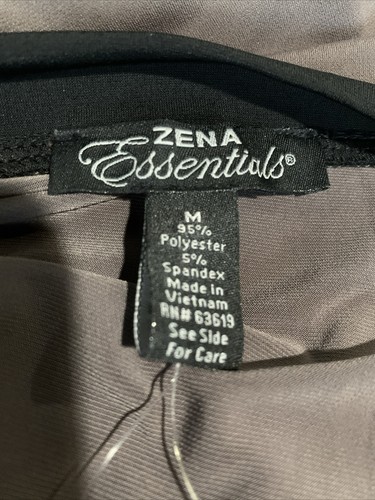 ZENA
Essentials®
M
95%
Polyester
5%
Spandex
Made in
Vietnam
RN# 63619
See Side
For Care